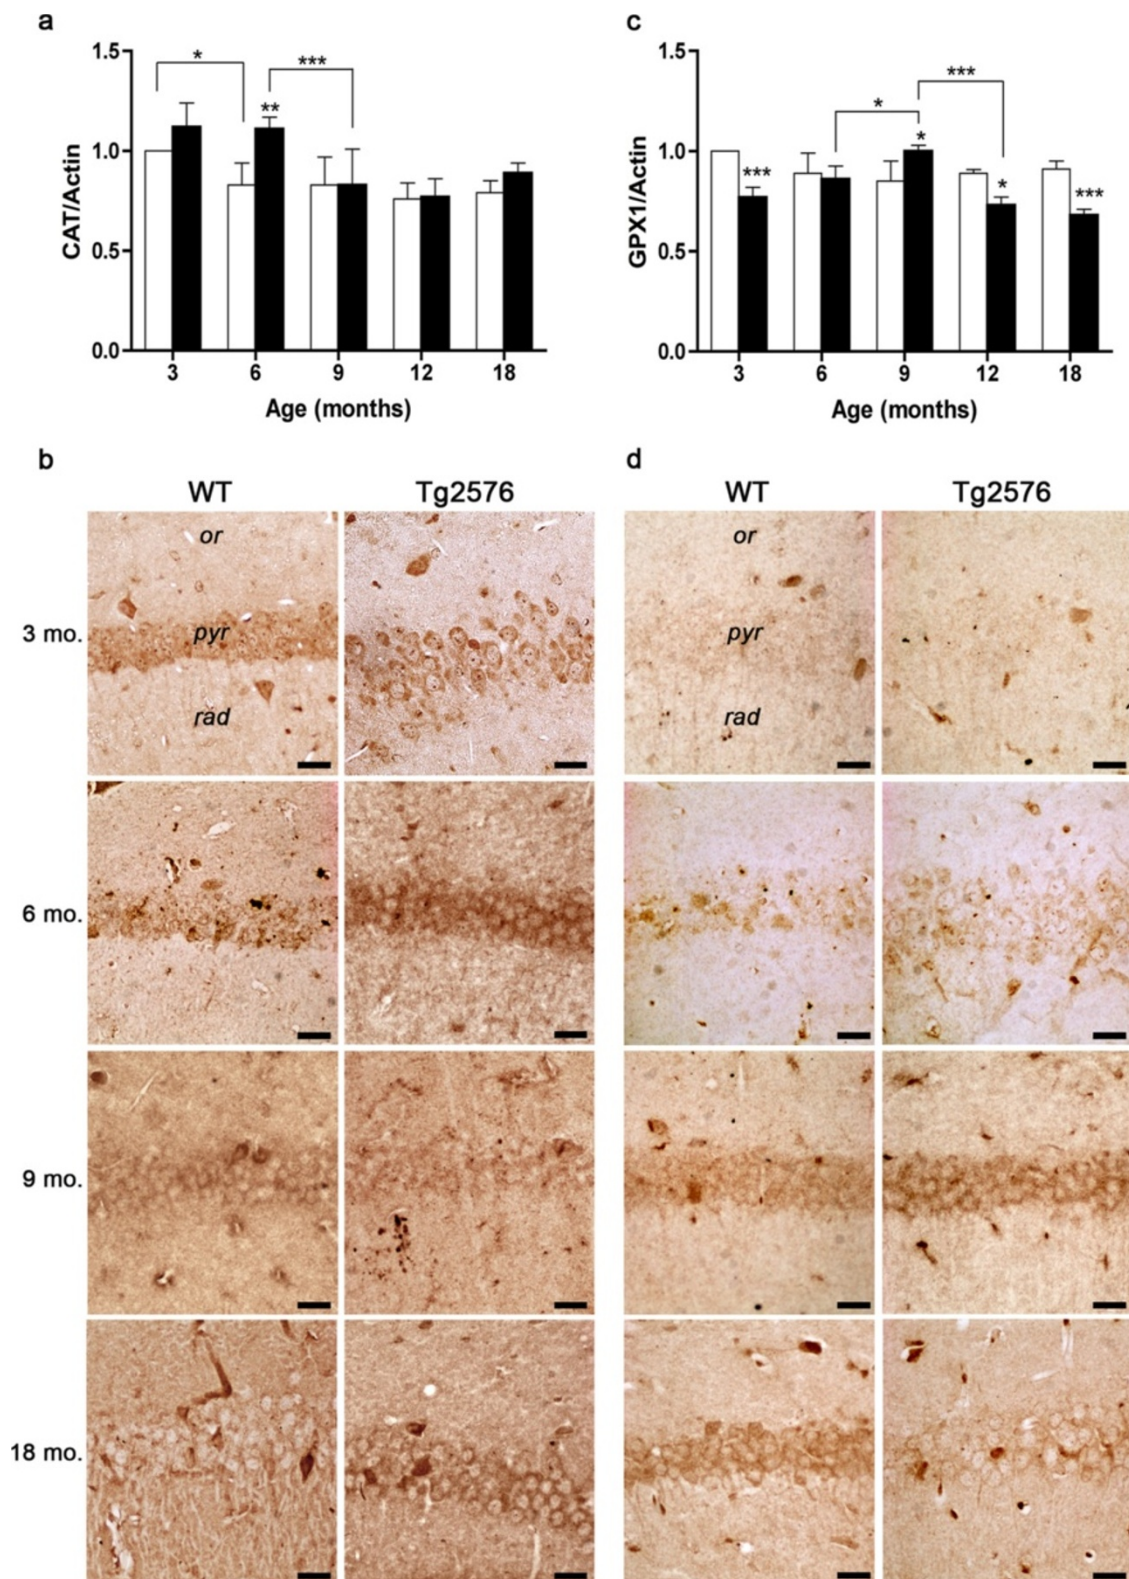 a
CAT/Actin
1.5
1.0
0.5
0.0
*
***
**
3 6 9 12 18
Age (months)
c
GPX1/Actin
1.5
1.0
0.5
0.0
***
*
***
*
*
***
3 6 9 12 18
Age (months)
b
WT Tg2576
3 mo.
or
pyr
rad
6 mo.
9 mo.
18 mo.
d
WT Tg2576
or
pyr
rad